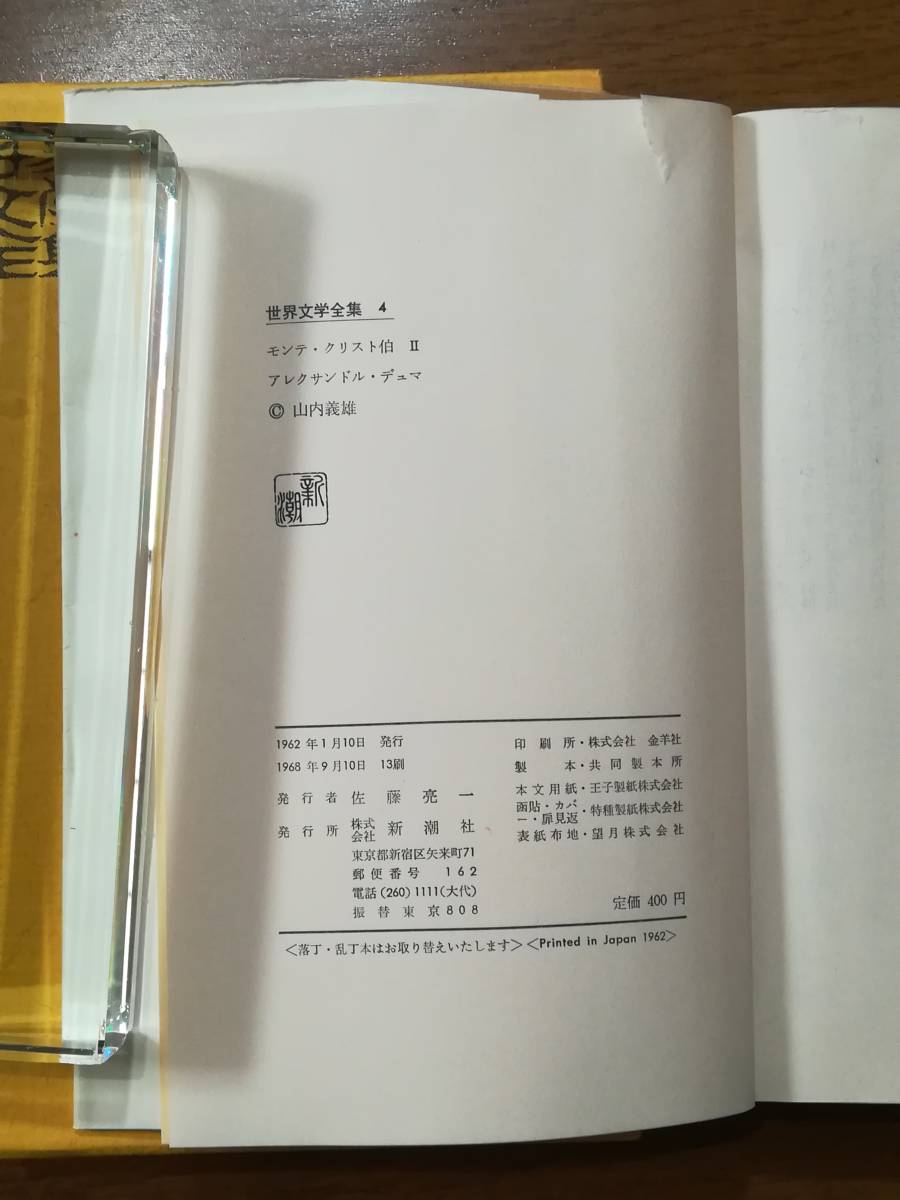 世界文学全集 4
モンテ・クリスト伯 II
アレクサンドル・デュマ
© 山内義雄
新潮
1962年1月10日 発行
1968年9月10日 13刷
発行者 佐藤亮一
発行所 株式会社 新潮社
東京都新宿区矢来町71
郵便番号 162
電話(260)1111(大代)
振替東京808
印刷所・株式会社 金羊社
製本・共同製本所
本文用紙・王子製紙株式会社
函貼・カバー・扉見返・特種製紙株式会社
表紙布地・望月株式会社
定価 400円
<落丁・乱丁本はお取り替えいたします> <Printed in Japan 1962>